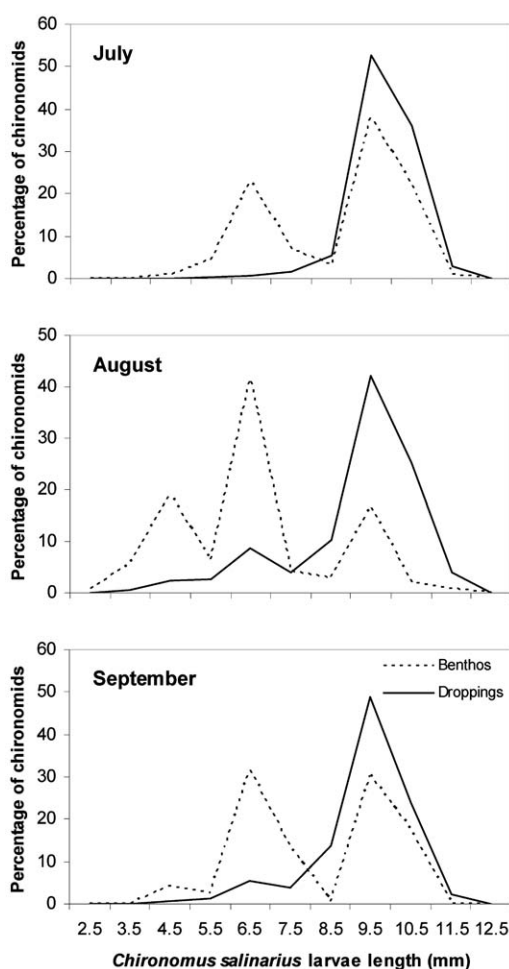 60
50
40
30
20
10
0
July
Percentage of chironomids
50
40
30
20
10
0
August
Percentage of chironomids
60
50
40
30
20
10
0
September
Benthos
Droppings
Percentage of chironomids
2.5 3.5 4.5 5.5 6.5 7.5 8.5 9.5 10.5 11.5 12.5
Chironomus salinarius larvae length (mm)